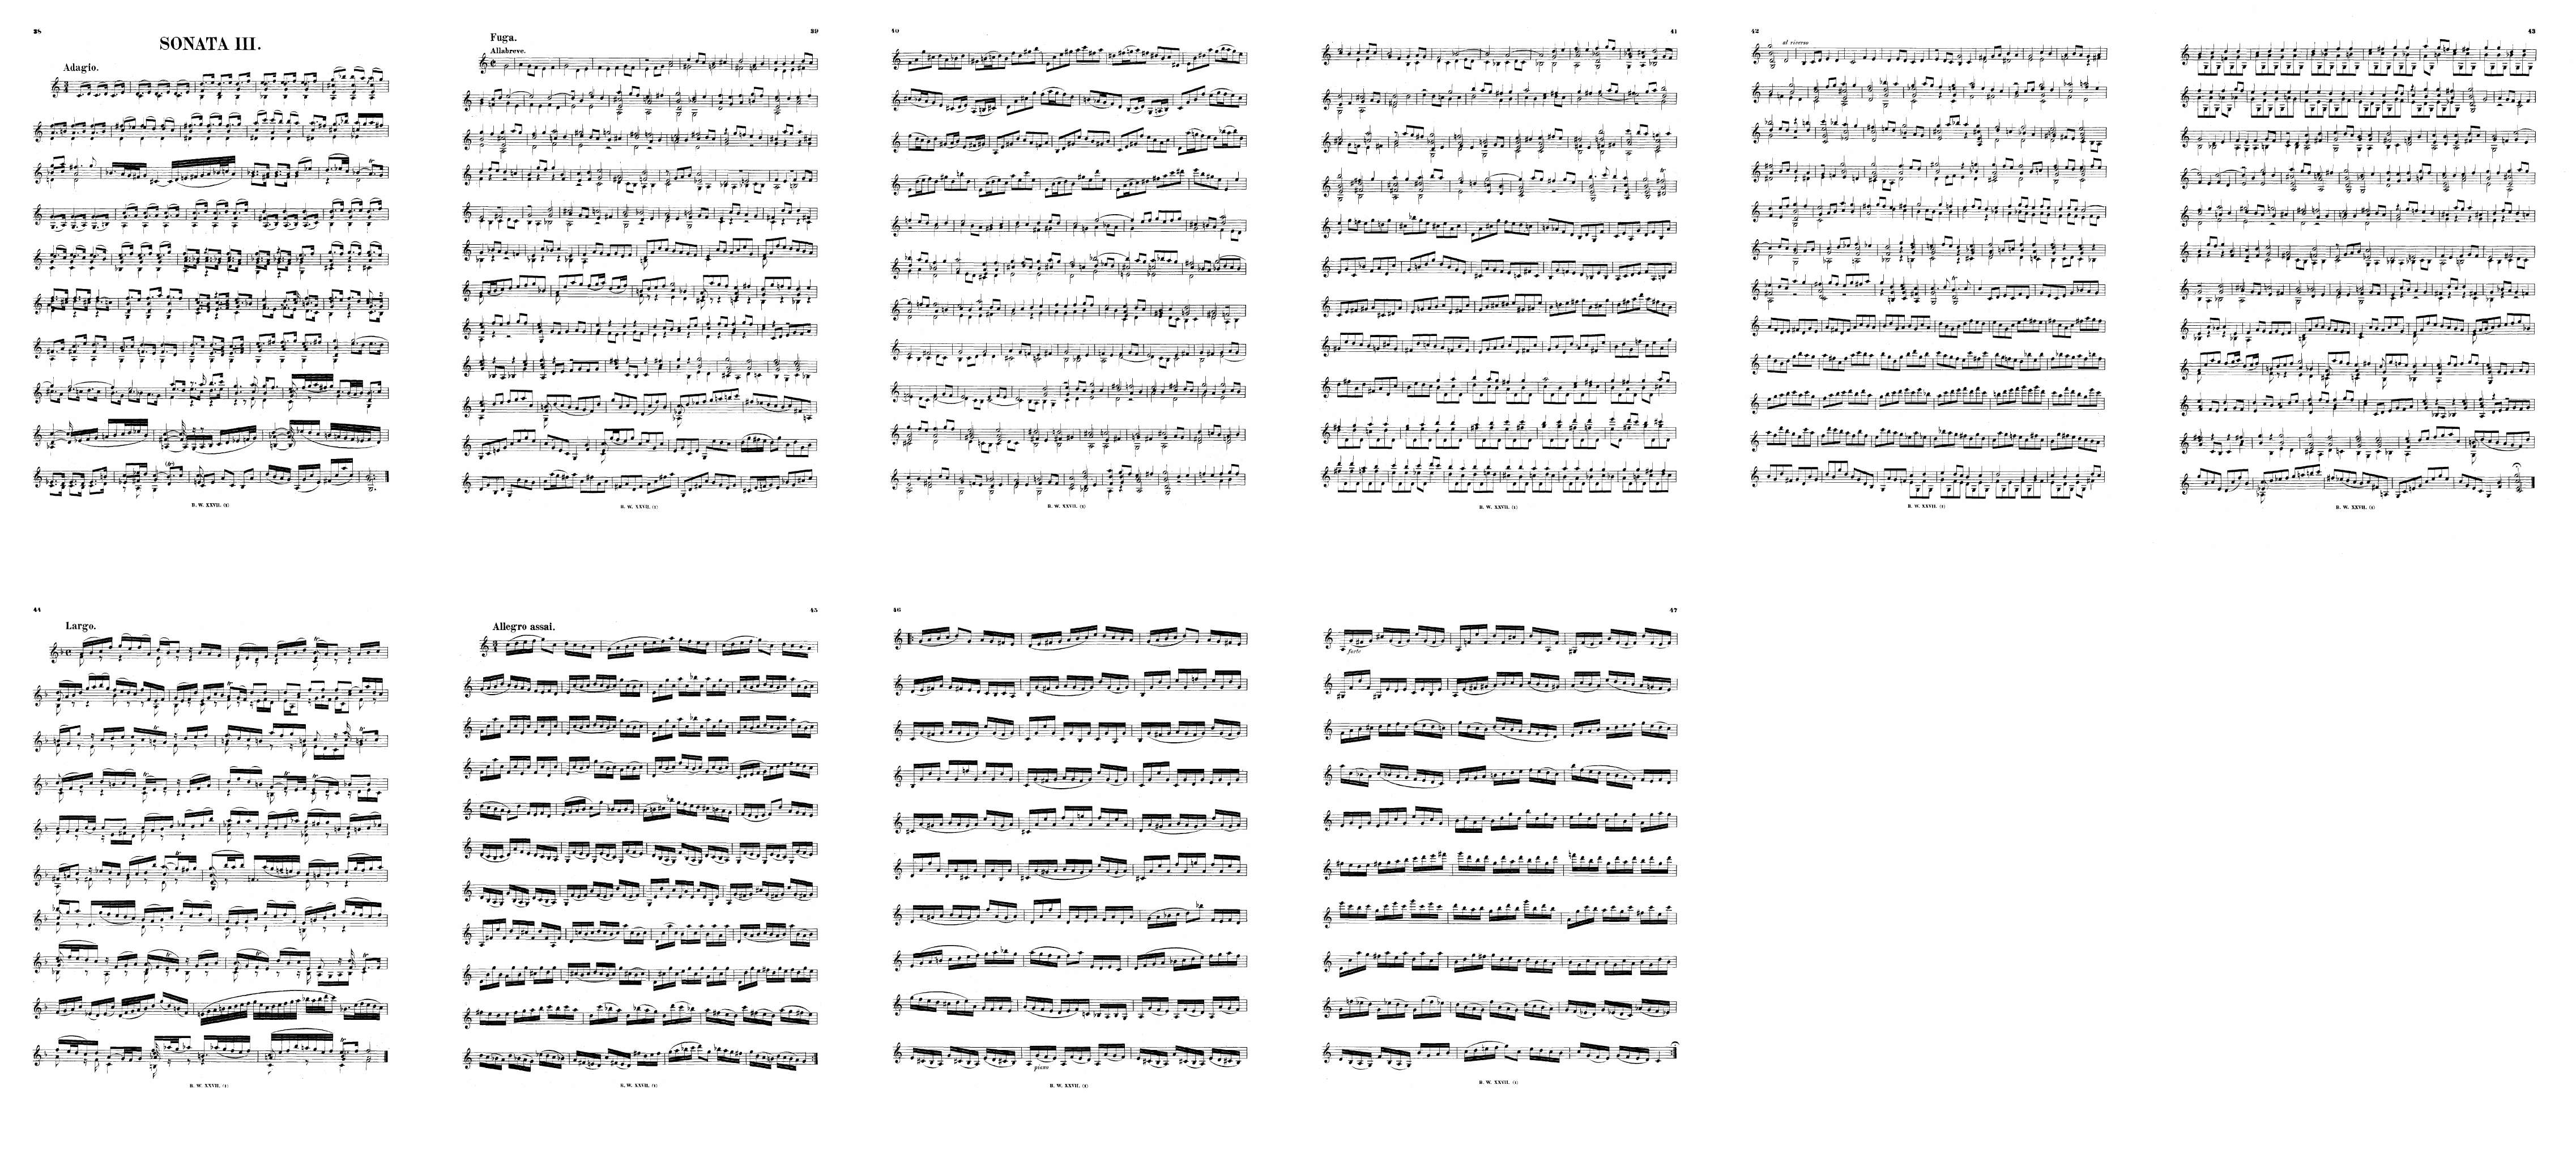 38
SONATA III.
Adagio.
B. W. XXVII. (1)
39
Fuga.
Allabreve.
B. W. XXVII. (1)
40
B. W. XXVII. (1)
41
B. W. XXVII. (1)
42
al riverso
B. W. XXVII. (1)
43
B. W. XXVII. (1)
44
Largo.
B. W. XXVII. (1)
45
Allegro assai.
B. W. XXVII. (1)
46
piano
B. W. XXVII. (1)
47
forte
B. W. XXVII. (1)